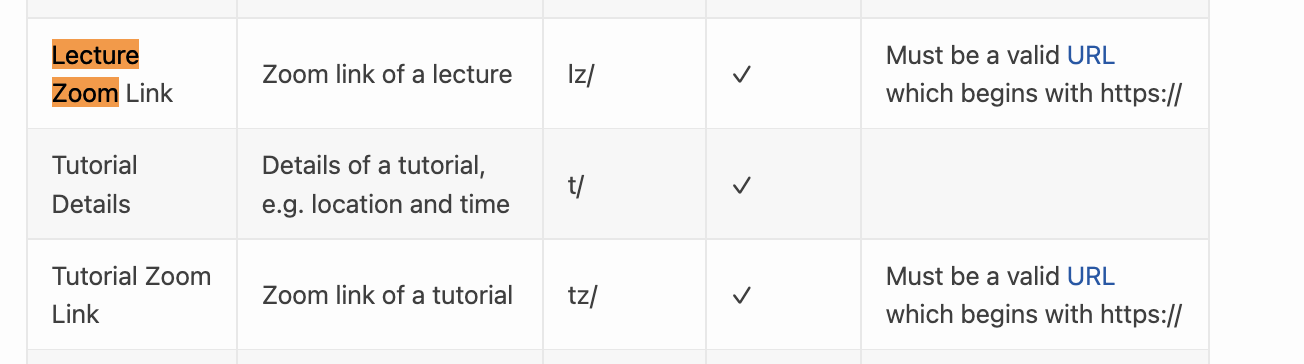 Lecture
Zoom Link
Zoom link of a lecture
lz/
✓
Must be a valid URL
which begins with https://
Tutorial
Details
Details of a tutorial,
e.g. location and time
t/
✓
Tutorial Zoom
Link
Zoom link of a tutorial
tz/
✓
Must be a valid URL
which begins with https://